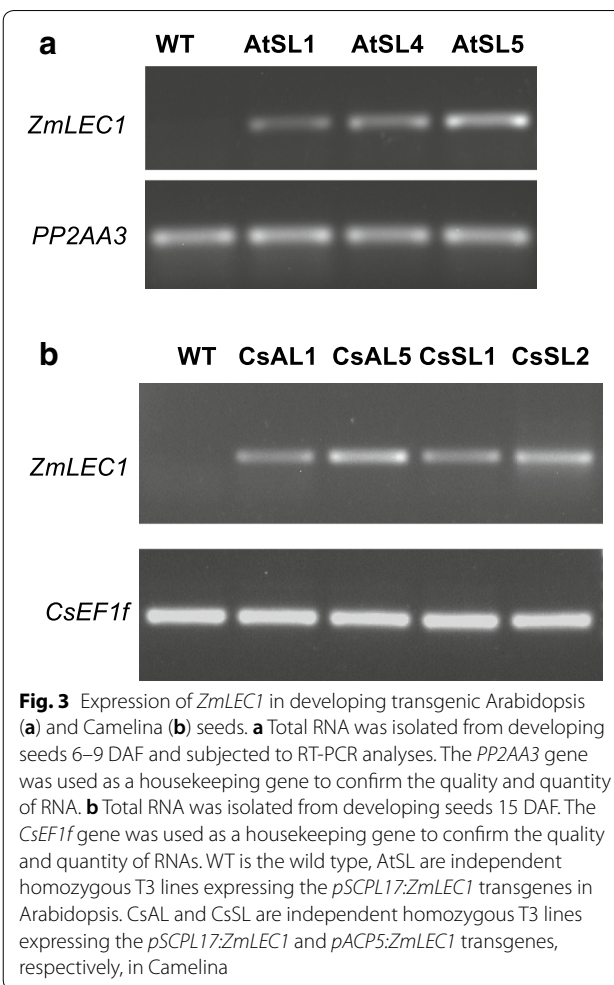 a
WT AtSL1 AtSL4 AtSL5
ZmLEC1
PP2AA3
b
WT CsAL1 CsAL5 CsSL1 CsSL2
ZmLEC1
CsEF1f
Fig. 3 Expression of ZmLEC1 in developing transgenic Arabidopsis
(a) and Camelina (b) seeds. a Total RNA was isolated from developing
seeds 6–9 DAF and subjected to RT-PCR analyses. The PP2AA3 gene
was used as a housekeeping gene to confirm the quality and quantity
of RNA. b Total RNA was isolated from developing seeds 15 DAF. The
CsEF1f gene was used as a housekeeping gene to confirm the quality
and quantity of RNAs. WT is the wild type, AtSL are independent
homozygous T3 lines expressing the pSCPL17:ZmLEC1 transgenes in
Arabidopsis. CsAL and CsSL are independent homozygous T3 lines
expressing the pSCPL17:ZmLEC1 and pACP5:ZmLEC1 transgenes,
respectively, in Camelina